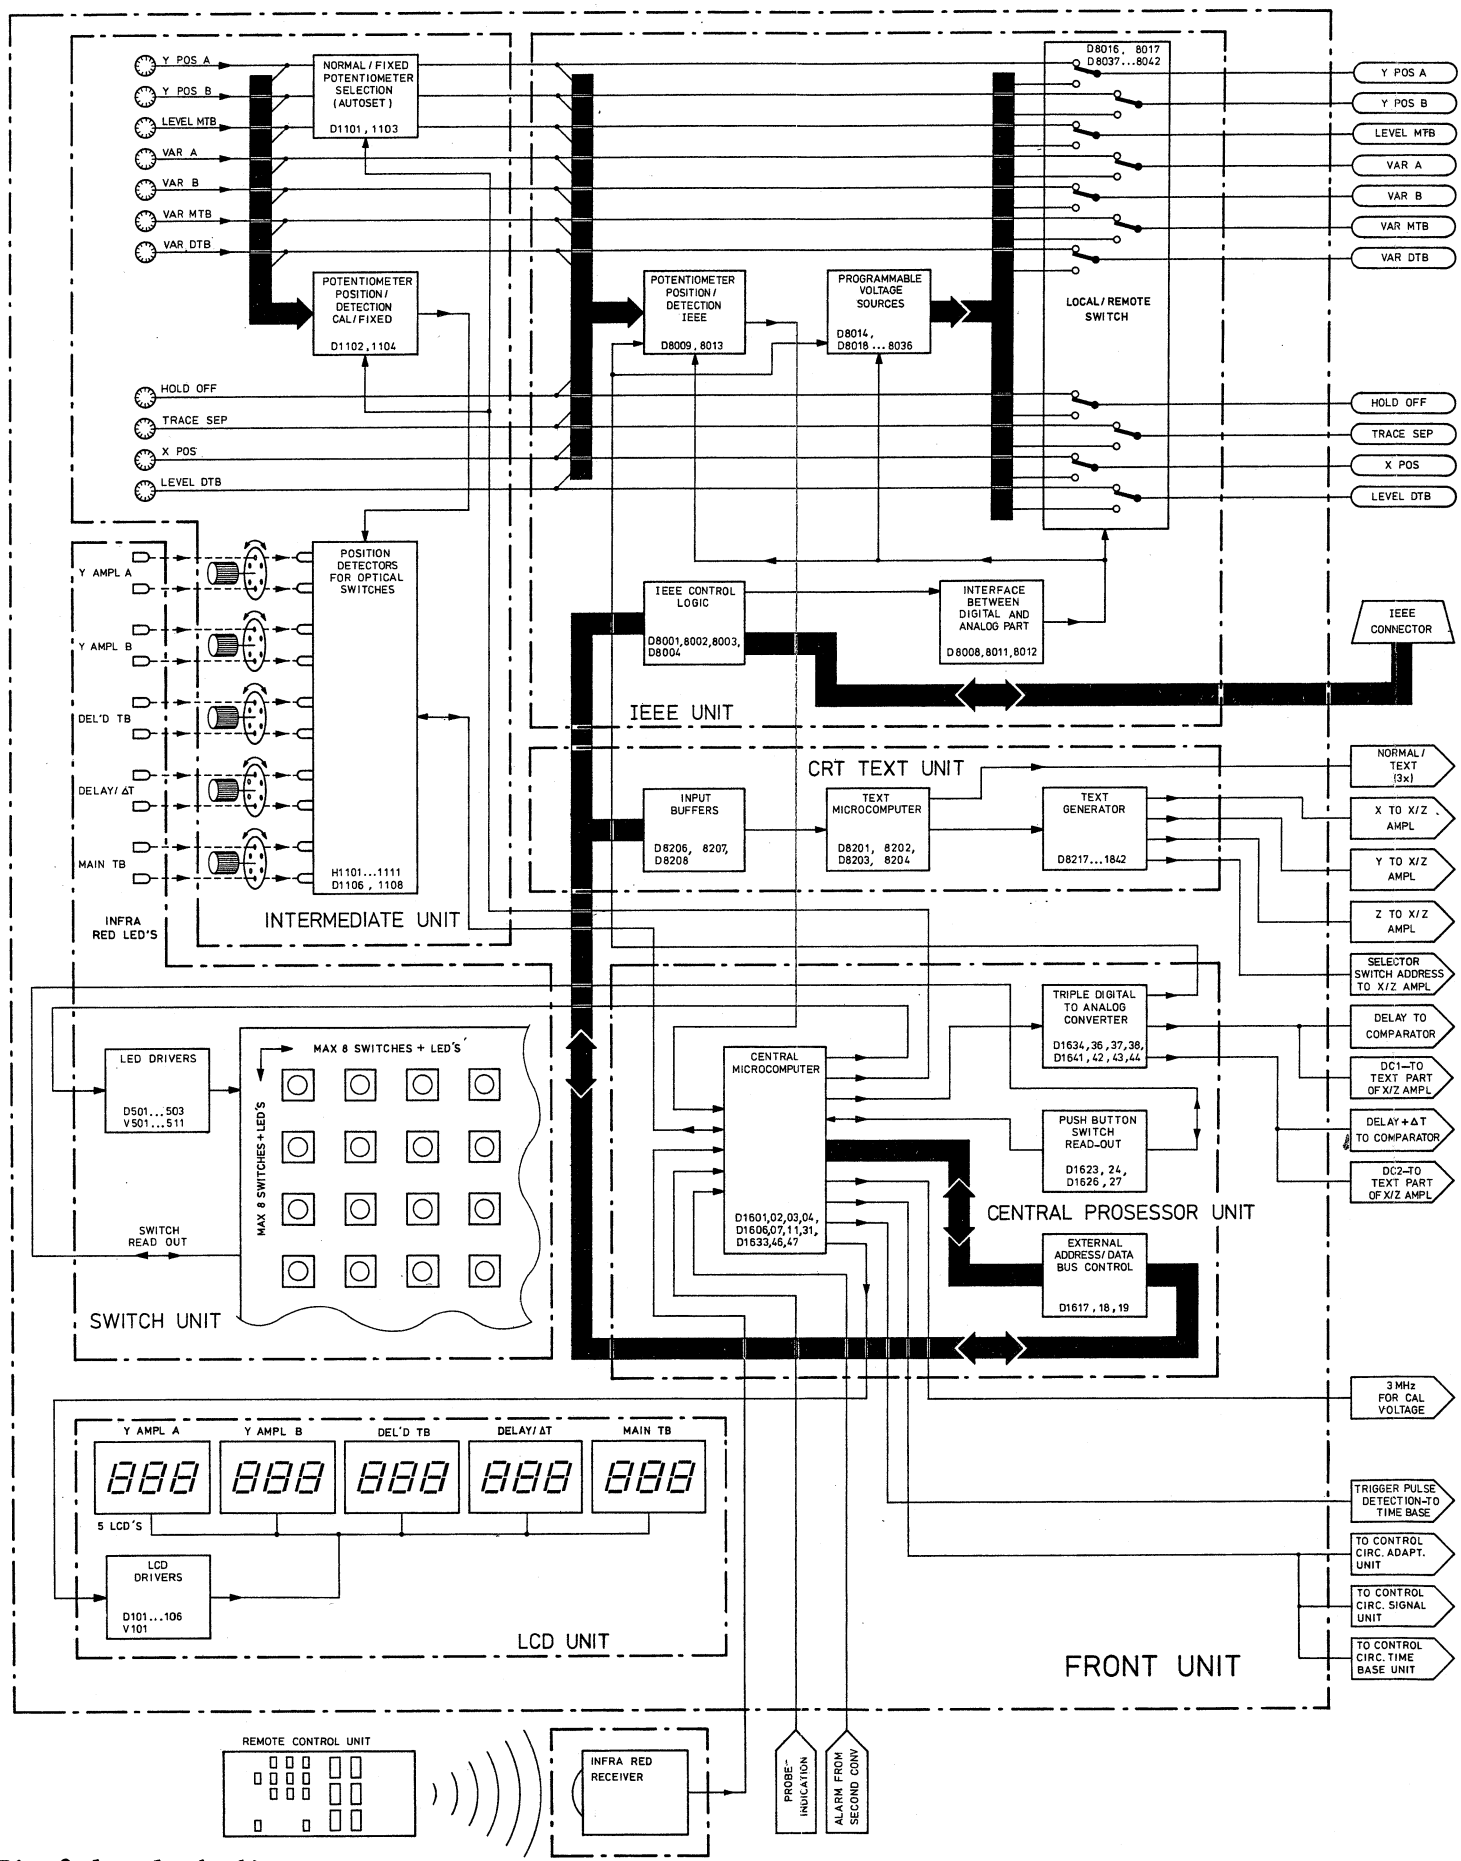 Y POS A
Y POS B
LEVEL MTB
VAR A
VAR B
VAR MTB
VAR DTB
NORMAL/FIXED
POTENTIOMETER
SELECTION
(AUTOSET)
D1101, 1103
POTENTIOMETER
POSITION/
DETECTION
CAL/FIXED
D1102, 1104
HOLD OFF
TRACE SEP
X POS
LEVEL DTB
POTENTIOMETER
POSITION/
DETECTION
IEEE
D8009, 8013
PROGRAMMABLE
VOLTAGE
SOURCES
D8014,
D8018 ... 8036
D8016, 8017
D8037...8042
LOCAL/REMOTE
SWITCH
Y POS A
Y POS B
LEVEL MTB
VAR A
VAR B
VAR MTB
VAR DTB
HOLD OFF
TRACE SEP
X POS
LEVEL DTB
Y AMPL A
Y AMPL B
DEL'D TB
DELAY/ΔT
MAIN TB
INFRA
RED LED'S
POSITION
DETECTORS
FOR OPTICAL
SWITCHES
H1101...1111
D1106, 1108
INTERMEDIATE UNIT
IEEE CONTROL
LOGIC
D8001,8002,8003,
D8004
INTERFACE
BETWEEN
DIGITAL AND
ANALOG PART
D8008,8011,8012
IEEE UNIT
IEEE
CONNECTOR
CRT TEXT UNIT
INPUT
BUFFERS
D8206, 8207,
D8208
TEXT
MICROCOMPUTER
D8201, 8202,
D8203, 8204
TEXT
GENERATOR
D8217...1842
NORMAL/
TEXT
(3x)
X TO X/Z
AMPL
Y TO X/Z
AMPL
Z TO X/Z
AMPL
SELECTOR
SWITCH ADDRESS
TO X/Z AMPL
DELAY TO
COMPARATOR
DC1-TO
TEXT PART
OF X/Z AMPL
DELAY+ΔT
TO COMPARATOR
DC2-TO
TEXT PART
OF X/Z AMPL
LED DRIVERS
D501...503
V501...511
MAX 8 SWITCHES + LED'S
MAX 8 SWITCHES+LED'S
SWITCH
READ OUT
SWITCH UNIT
CENTRAL
MICROCOMPUTER
D1601,02,03,04,
D1606,07,11,31,
D1633,46,47
TRIPLE DIGITAL
TO ANALOG
CONVERTER
D1634,36,37,38,
D1641,42,43,44
PUSH BUTTON
SWITCH
READ-OUT
D1623, 24,
D1626, 27
CENTRAL PROSESSOR UNIT
EXTERNAL
ADDRESS/DATA
BUS CONTROL
D1617, 18, 19
3 MHz
FOR CAL
VOLTAGE
TRIGGER PULSE
DETECTION-TO
TIME BASE
TO CONTROL
CIRC. ADAPT.
UNIT
TO CONTROL
CIRC. SIGNAL
UNIT
TO CONTROL
CIRC. TIME
BASE UNIT
Y AMPL A
Y AMPL B
DEL'D TB
DELAY/ΔT
MAIN TB
888
888
888
888
888
5 LCD'S
LCD
DRIVERS
D101...106
V101
LCD UNIT
FRONT UNIT
REMOTE CONTROL UNIT
INFRA RED
RECEIVER
PROBE-
INDICATION
ALARM FROM
SECOND CONV